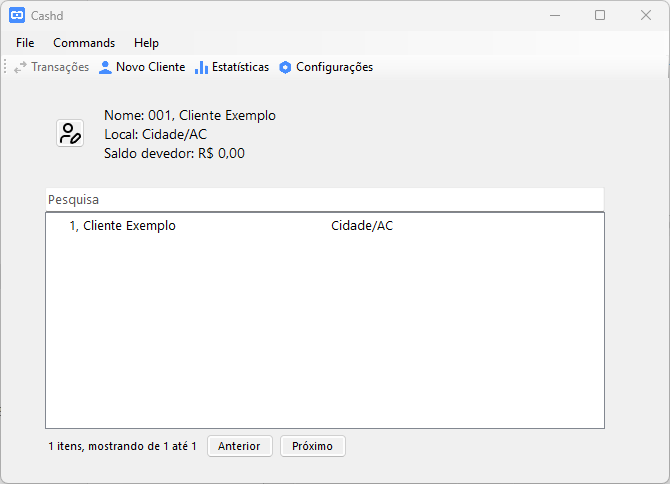 Cashd
File Commands Help
Transações Novo Cliente Estatísticas Configurações
Nome: 001, Cliente Exemplo
Local: Cidade/AC
Saldo devedor: R$ 0,00
Pesquisa
1, Cliente Exemplo Cidade/AC
1 itens, mostrando de 1 até 1 Anterior Próximo